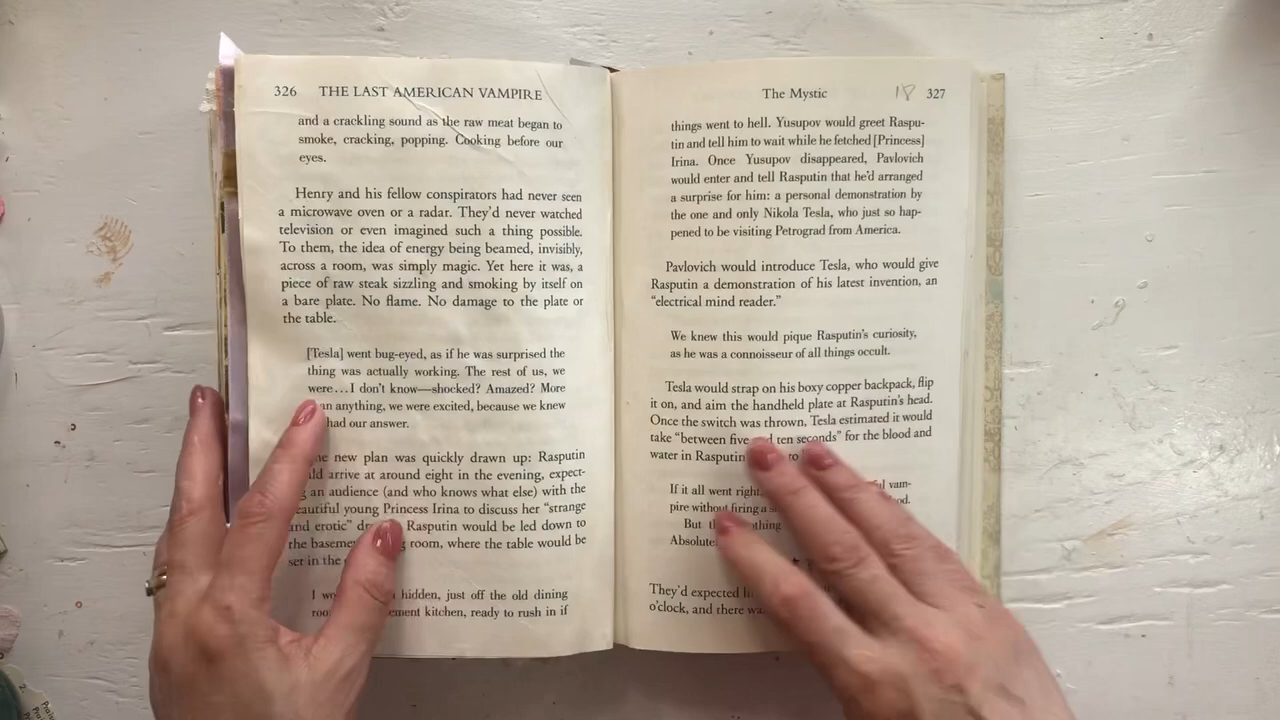 326 THE LAST AMERICAN VAMPIRE
and a crackling sound as the raw meat began to
smoke, cracking, popping. Cooking before our
eyes.
Henry and his fellow conspirators had never seen
a microwave oven or a radar. They'd never watched
television or even imagined such a thing possible.
To them, the idea of energy being beamed, invisibly,
across a room, was simply magic. Yet here it was, a
piece of raw steak sizzling and smoking by itself on
a bare plate. No flame. No damage to the plate or
the table.
[Tesla] went bug-eyed, as if he was surprised the
thing was actually working. The rest of us, we
were...I don't know—shocked? Amazed? More
anything, we were excited, because we knew
had our answer.
new plan was quickly drawn up: Rasputin
arrive at around eight in the evening, expect-
an audience (and who knows what else) with the
beautiful young Princess Irina to discuss her "strange
and erotic" Rasputin would be led down to
the room, where the table would be
set in the
I hidden, just off the old dining
kitchen, ready to rush in if
The Mystic 18 327
things went to hell. Yusupov would greet Raspu-
tin and tell him to wait while he fetched [Princess]
Irina. Once Yusupov disappeared, Pavlovich
would enter and tell Rasputin that he'd arranged
a surprise for him: a personal demonstration by
the one and only Nikola Tesla, who just so hap-
pened to be visiting Petrograd from America.
Pavlovich would introduce Tesla, who would give
Rasputin a demonstration of his latest invention, an
"electrical mind reader."
We knew this would pique Rasputin's curiosity,
as he was a connoisseur of all things occult.
Tesla would strap on his boxy copper backpack, flip
it on, and aim the handheld plate at Rasputin's head.
Once the switch was thrown, Tesla estimated it would
take "between five and ten seconds" for the blood and
water in Rasputin
If it all went right, vam-
pire without firing a
But
Absolute
They'd expected
o'clock, and there